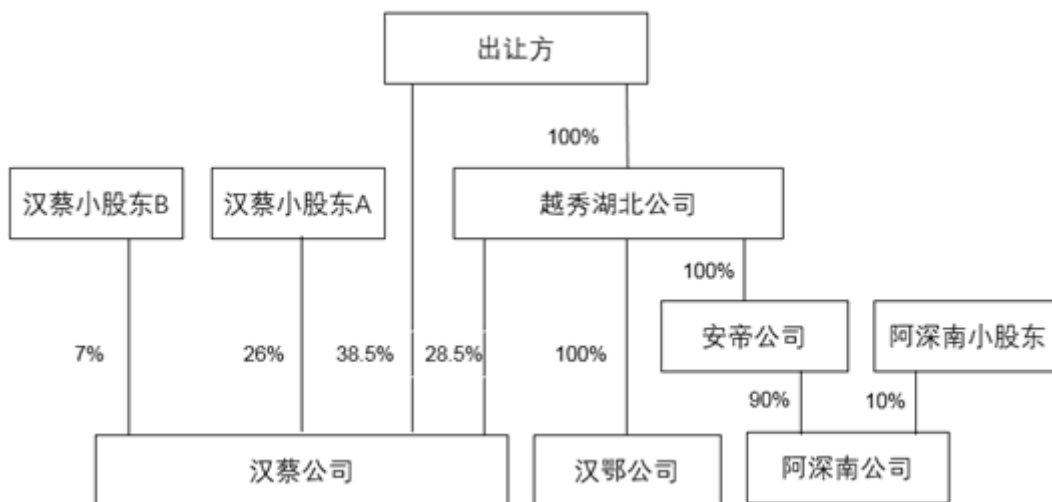 出让方
100%
汉蔡小股东B
汉蔡小股东A
越秀湖北公司
100%
安帝公司
阿深南小股东
7%
26%
38.5%
28.5%
100%
90%
10%
汉蔡公司
汉鄂公司
阿深南公司